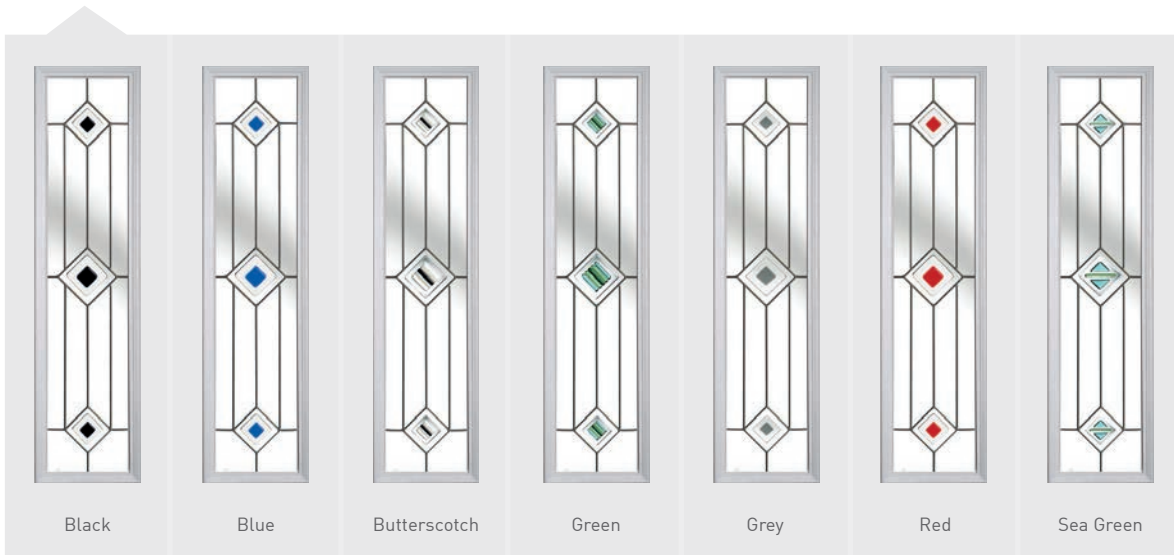 Black
Blue
Butterscotch
Green
Grey
Red
Sea Green